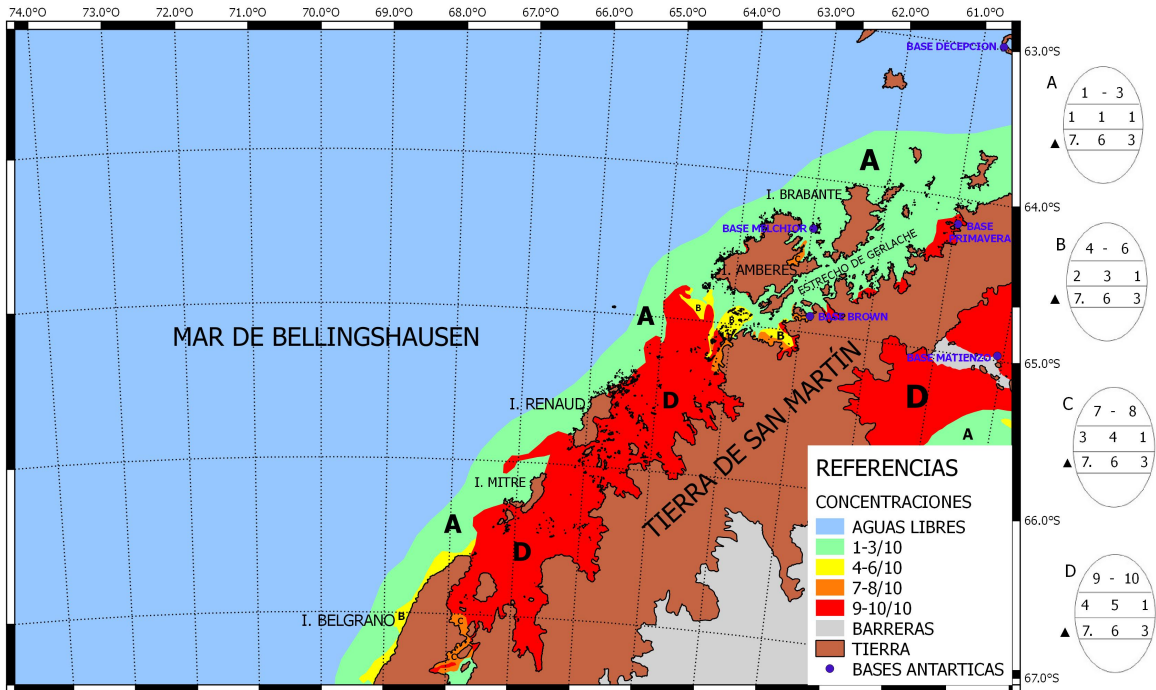 74.0°O 73.0°O 72.0°O 71.0°O 70.0°O 69.0°O 68.0°O 67.0°O 66.0°O 65.0°O 64.0°O 63.0°O 62.0°O 61.0°O
BASE DECEPCION
63.0°S
A
1 - 3
1 1 1
7. 6 3
A
I. BRABANTE
64.0°S
BASE MELCHIOR
BASE
PRIMAVERA
ESTRECHO DE GERLACHE
I. AMBERES
B
4 - 6
2 3 1
7. 6 3
A
B
B
B
BASE BROWN
MAR DE BELLINGSHAUSEN
BASE MATIENZO
65.0°S
TIERRA DE SAN MARTÍN
I. RENAUD
D
D
A
C
7 - 8
3 4 1
7. 6 3
I. MITRE
A
D
66.0°S
REFERENCIAS
CONCENTRACIONES
AGUAS LIBRES
1-3/10
4-6/10
7-8/10
9-10/10
BARRERAS
TIERRA
BASES ANTARTICAS
D
9 - 10
4 5 1
7. 6 3
I. BELGRANO
B
C
C
67.0°S